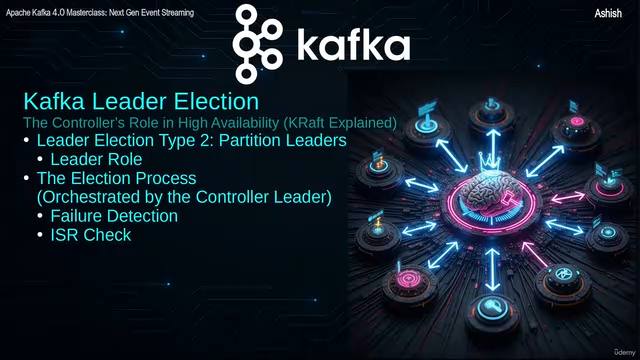 Apache Kafka 4.0 Masterclass: Next Gen Event Streaming
Ashish
kafka
Kafka Leader Election
The Controller's Role in High Availability (KRaft Explained)
• Leader Election Type 2: Partition Leaders
• Leader Role
• The Election Process
(Orchestrated by the Controller Leader)
• Failure Detection
• ISR Check
ûdemy